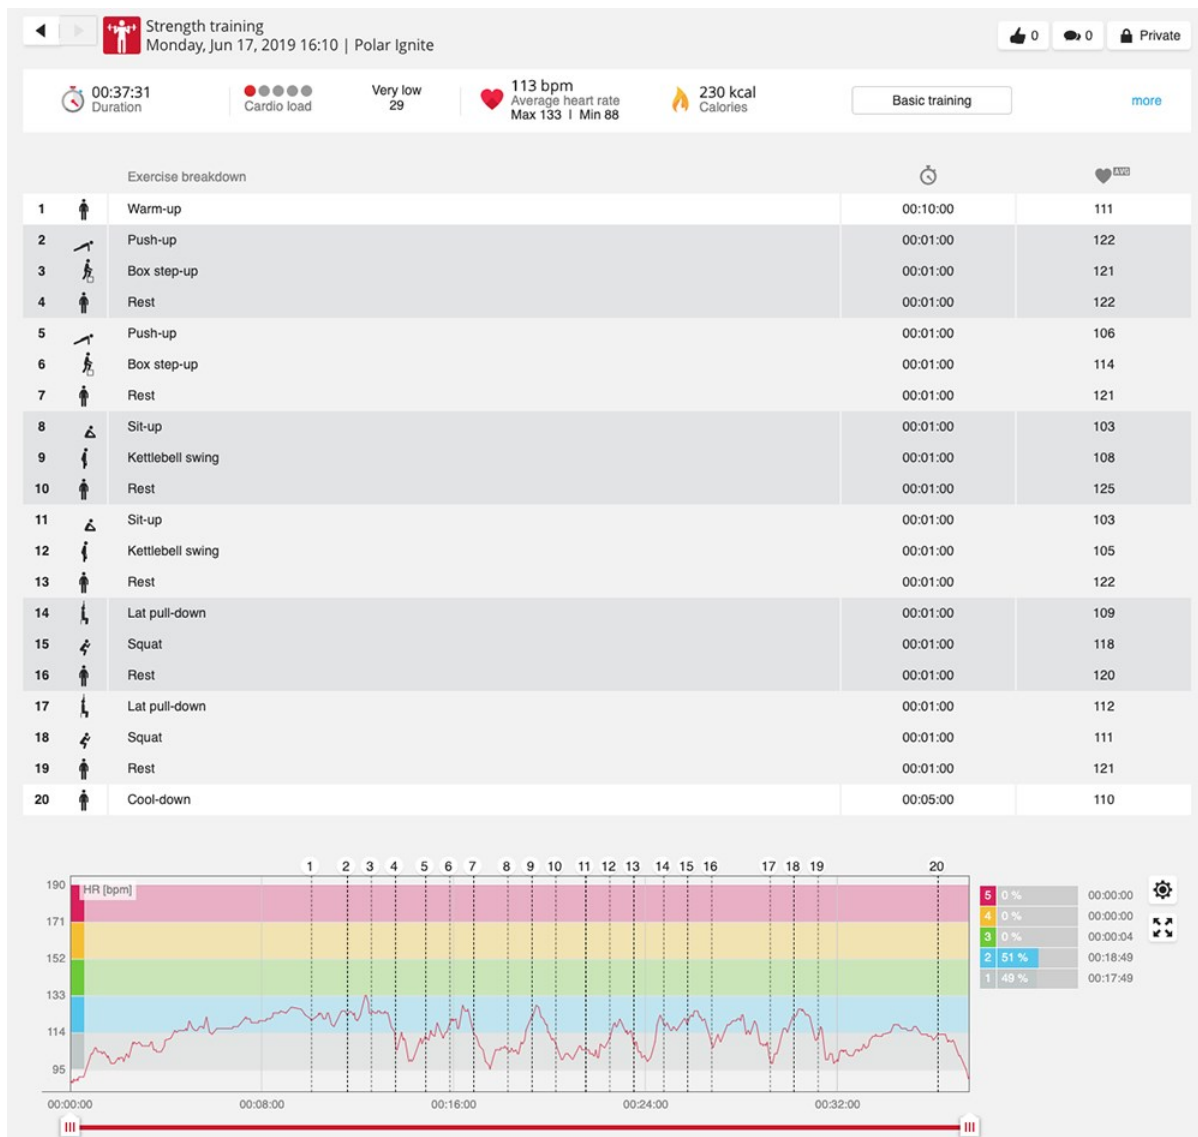 Strength training
Monday, Jun 17, 2019 16:10 | Polar Ignite
0
0
Private
00:37:31
Duration
Cardio load
Very low
29
113 bpm
Average heart rate
Max 133 | Min 88
230 kcal
Calories
Basic training
more
Exercise breakdown
AVG
1 Warm-up 00:10:00 111
2 Push-up 00:01:00 122
3 Box step-up 00:01:00 121
4 Rest 00:01:00 122
5 Push-up 00:01:00 106
6 Box step-up 00:01:00 114
7 Rest 00:01:00 121
8 Sit-up 00:01:00 103
9 Kettlebell swing 00:01:00 108
10 Rest 00:01:00 125
11 Sit-up 00:01:00 103
12 Kettlebell swing 00:01:00 105
13 Rest 00:01:00 122
14 Lat pull-down 00:01:00 109
15 Squat 00:01:00 118
16 Rest 00:01:00 120
17 Lat pull-down 00:01:00 112
18 Squat 00:01:00 111
19 Rest 00:01:00 121
20 Cool-down 00:05:00 110
1 2 3 4 5 6 7 8 9 10 11 12 13 14 15 16 17 18 19 20
HR [bpm]
190
171
152
133
114
95
5 0 % 00:00:00
4 0 % 00:00:00
3 0 % 00:00:04
2 51 % 00:18:49
1 49 % 00:17:49
00:00:00 00:08:00 00:16:00 00:24:00 00:32:00